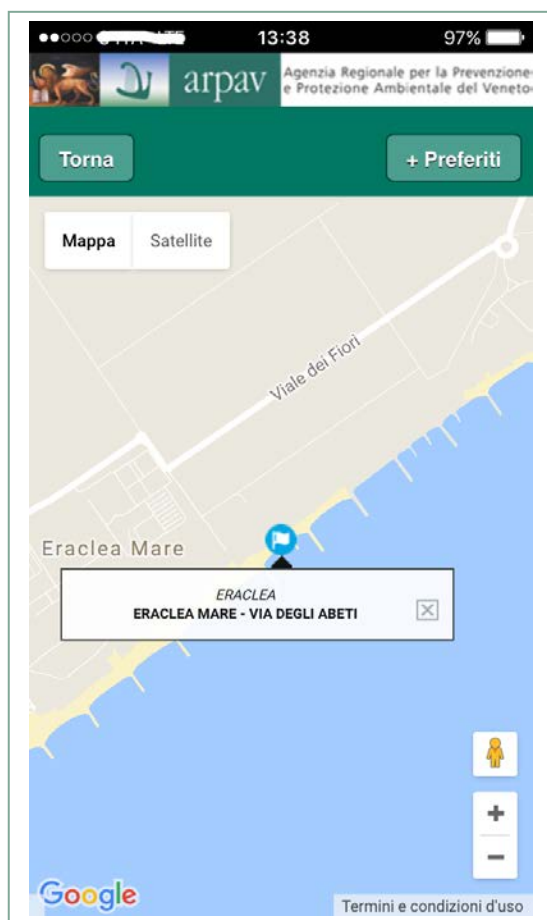 13:38
97%
arpav
Agenzia Regionale per la Prevenzione
e Protezione Ambientale del Veneto
Torna
+ Preferiti
Mappa
Satellite
Viale dei Fiori
Eraclea Mare
ERACLEA
ERACLEA MARE - VIA DEGLI ABETI
+
−
Google
Termini e condizioni d'uso